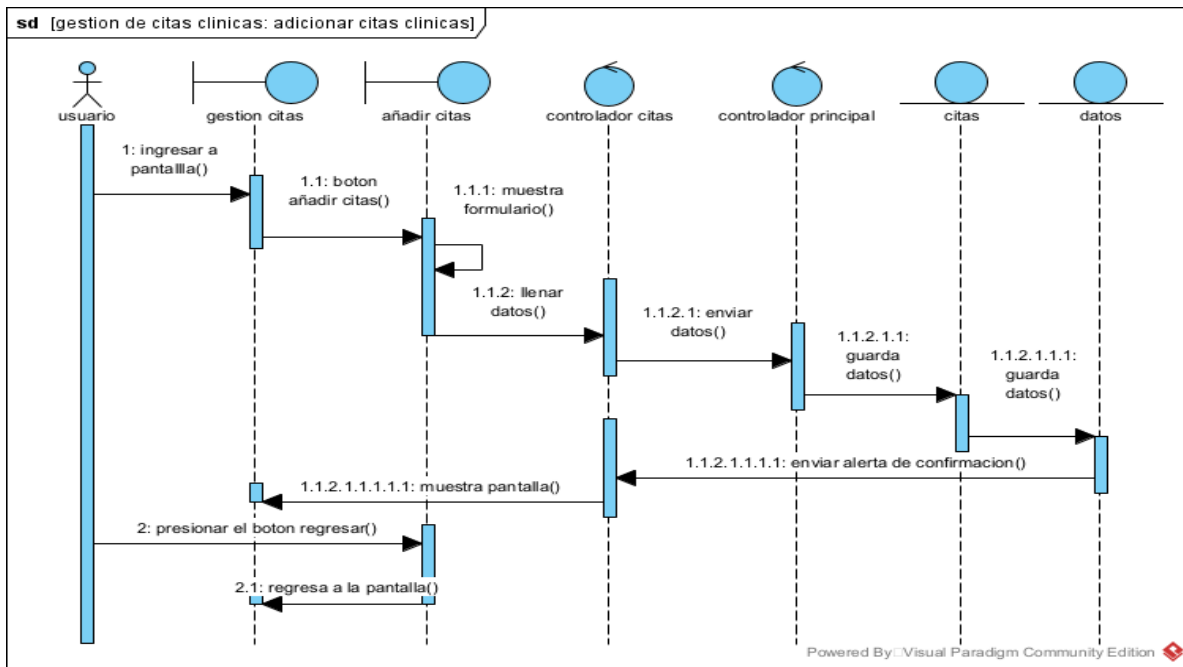 sd [gestion de citas clinicas: adicionar citas clinicas]
usuario
gestion citas
añadir citas
controlador citas
controlador principal
citas
datos
1: ingresar a
pantallla()
1.1: boton
añadir citas()
1.1.1: muestra
formulario()
1.1.2: llenar
datos()
1.1.2.1: enviar
datos()
1.1.2.1.1:
guarda
datos()
1.1.2.1.1.1:
guarda
datos()
1.1.2.1.1.1.1: enviar alerta de confirmacion()
1.1.2.1.1.1.1.1: muestra pantalla()
2: presionar el boton regresar()
2.1: regresa a la pantalla()
Powered By Visual Paradigm Community Edition